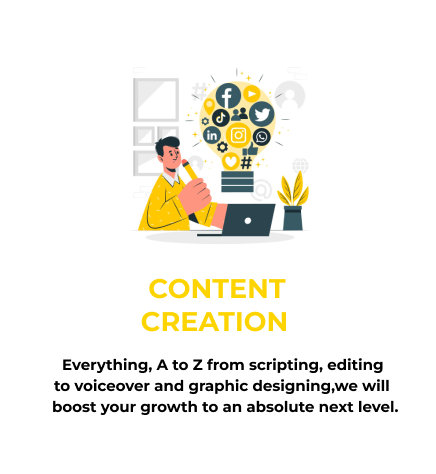 CONTENT
CREATION
Everything, A to Z from scripting, editing
to voiceover and graphic designing,we will
boost your growth to an absolute next level.